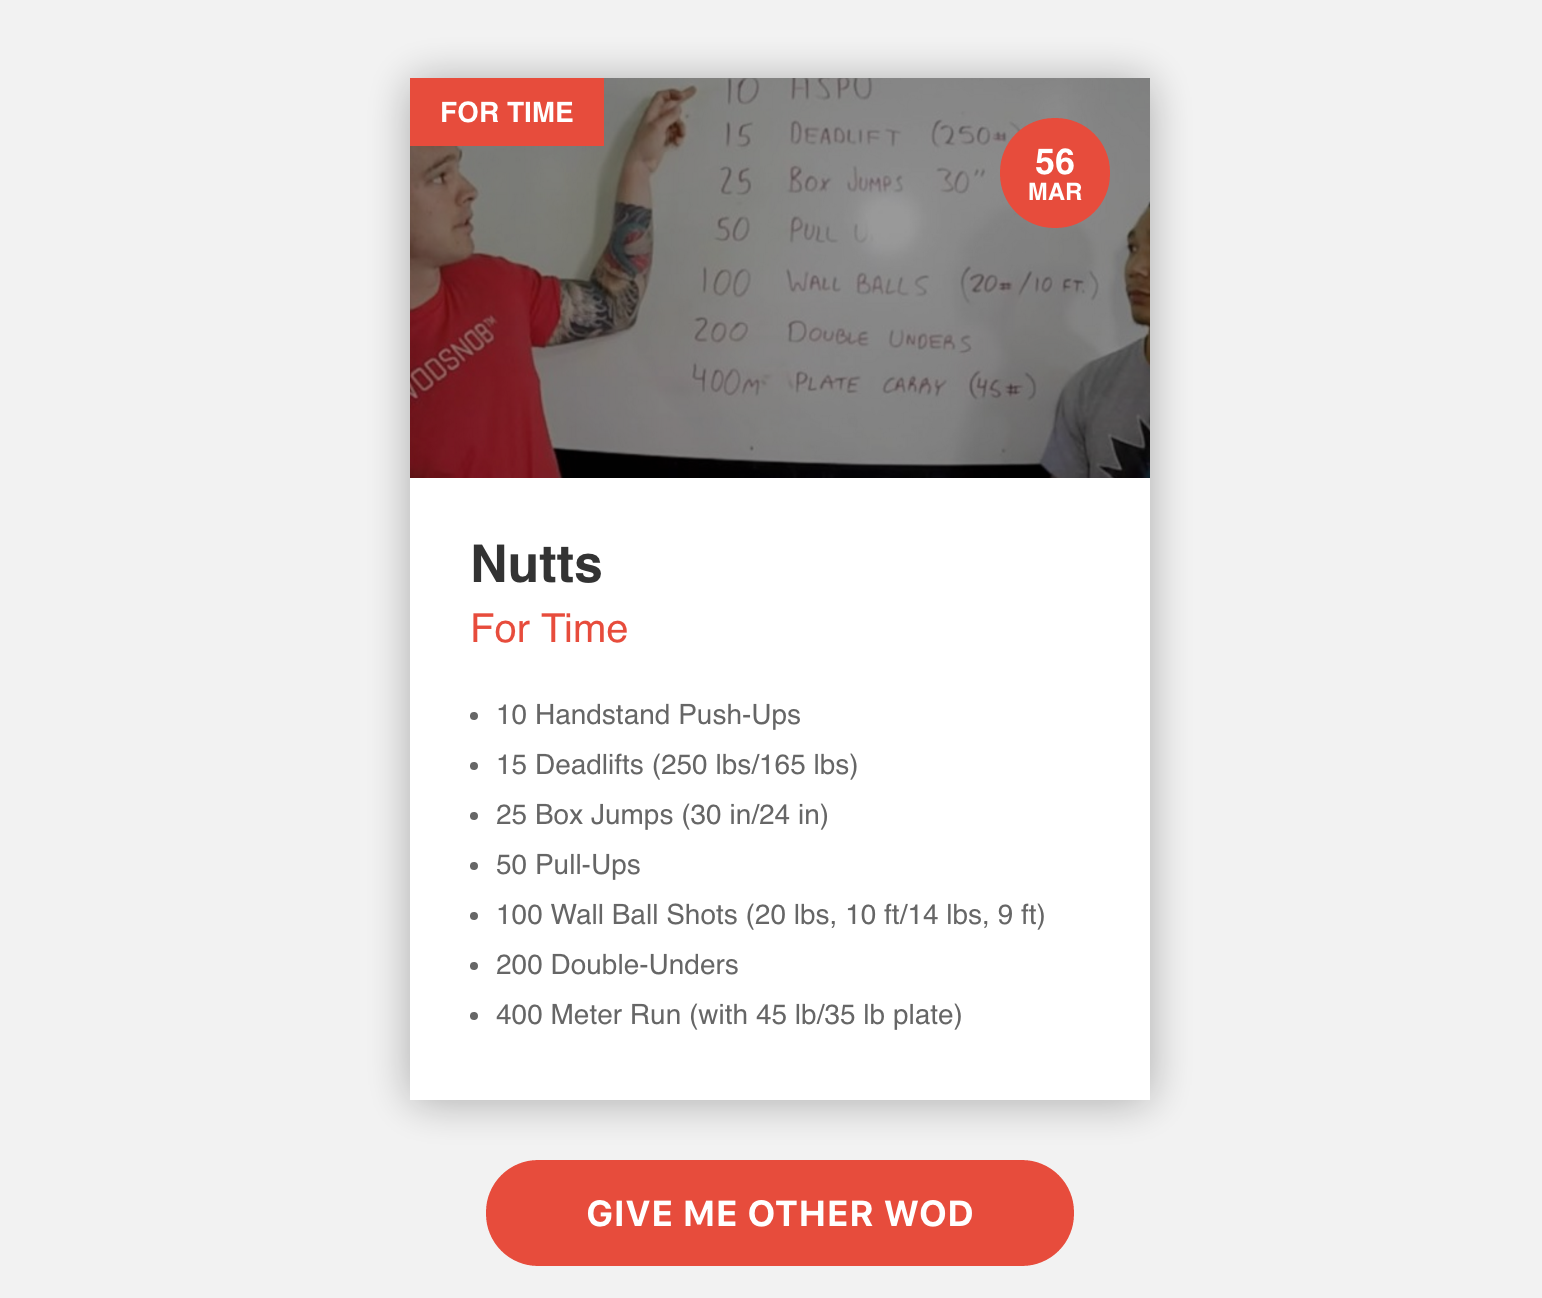 FOR TIME
10 HSPU
15 DEADLIFT (250#)
25 BOX JUMPS 30"
50 PULL U
100 WALL BALLS (20#/10 FT.)
200 DOUBLE UNDERS
400M PLATE CARRY (45#)
56
MAR
WODSNOB™
Nutts
For Time
• 10 Handstand Push-Ups
• 15 Deadlifts (250 lbs/165 lbs)
• 25 Box Jumps (30 in/24 in)
• 50 Pull-Ups
• 100 Wall Ball Shots (20 lbs, 10 ft/14 lbs, 9 ft)
• 200 Double-Unders
• 400 Meter Run (with 45 lb/35 lb plate)
GIVE ME OTHER WOD